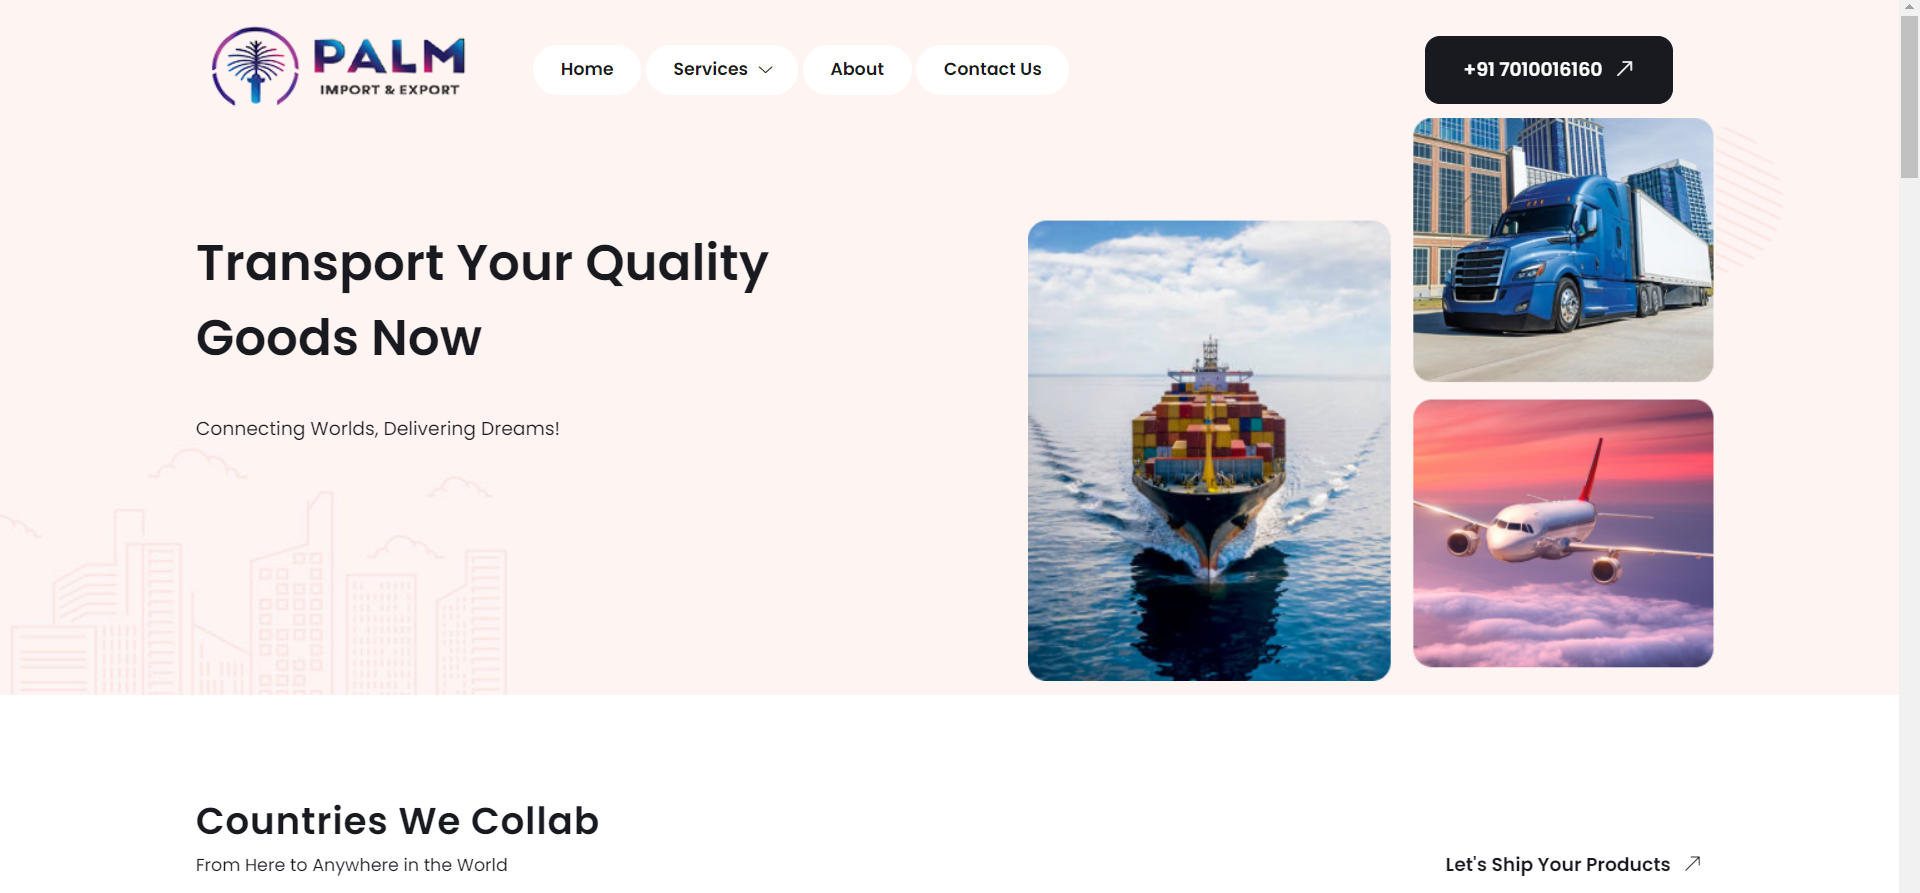 PALM
IMPORT & EXPORT
Home
Services
About
Contact Us
+91 7010016160
Transport Your Quality
Goods Now
Connecting Worlds, Delivering Dreams!
Countries We Collab
From Here to Anywhere in the World
Let's Ship Your Products